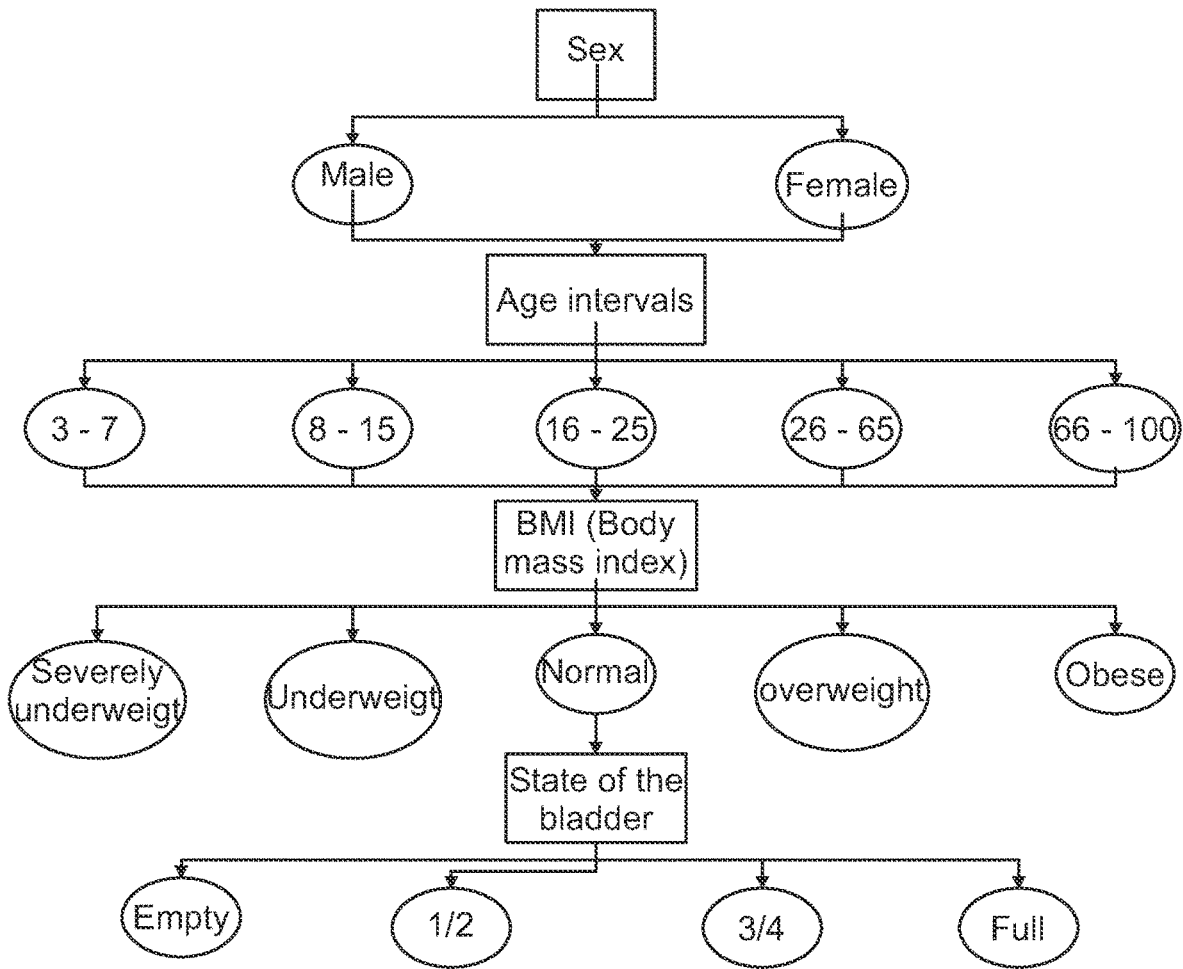 Sex
Male
Female
Age intervals
3 - 7
8 - 15
16 - 25
26 - 65
66 - 100
BMI (Body
mass index)
Severely
underweigt
Underweigt
Normal
overweight
Obese
State of the
bladder
Empty
1/2
3/4
Full